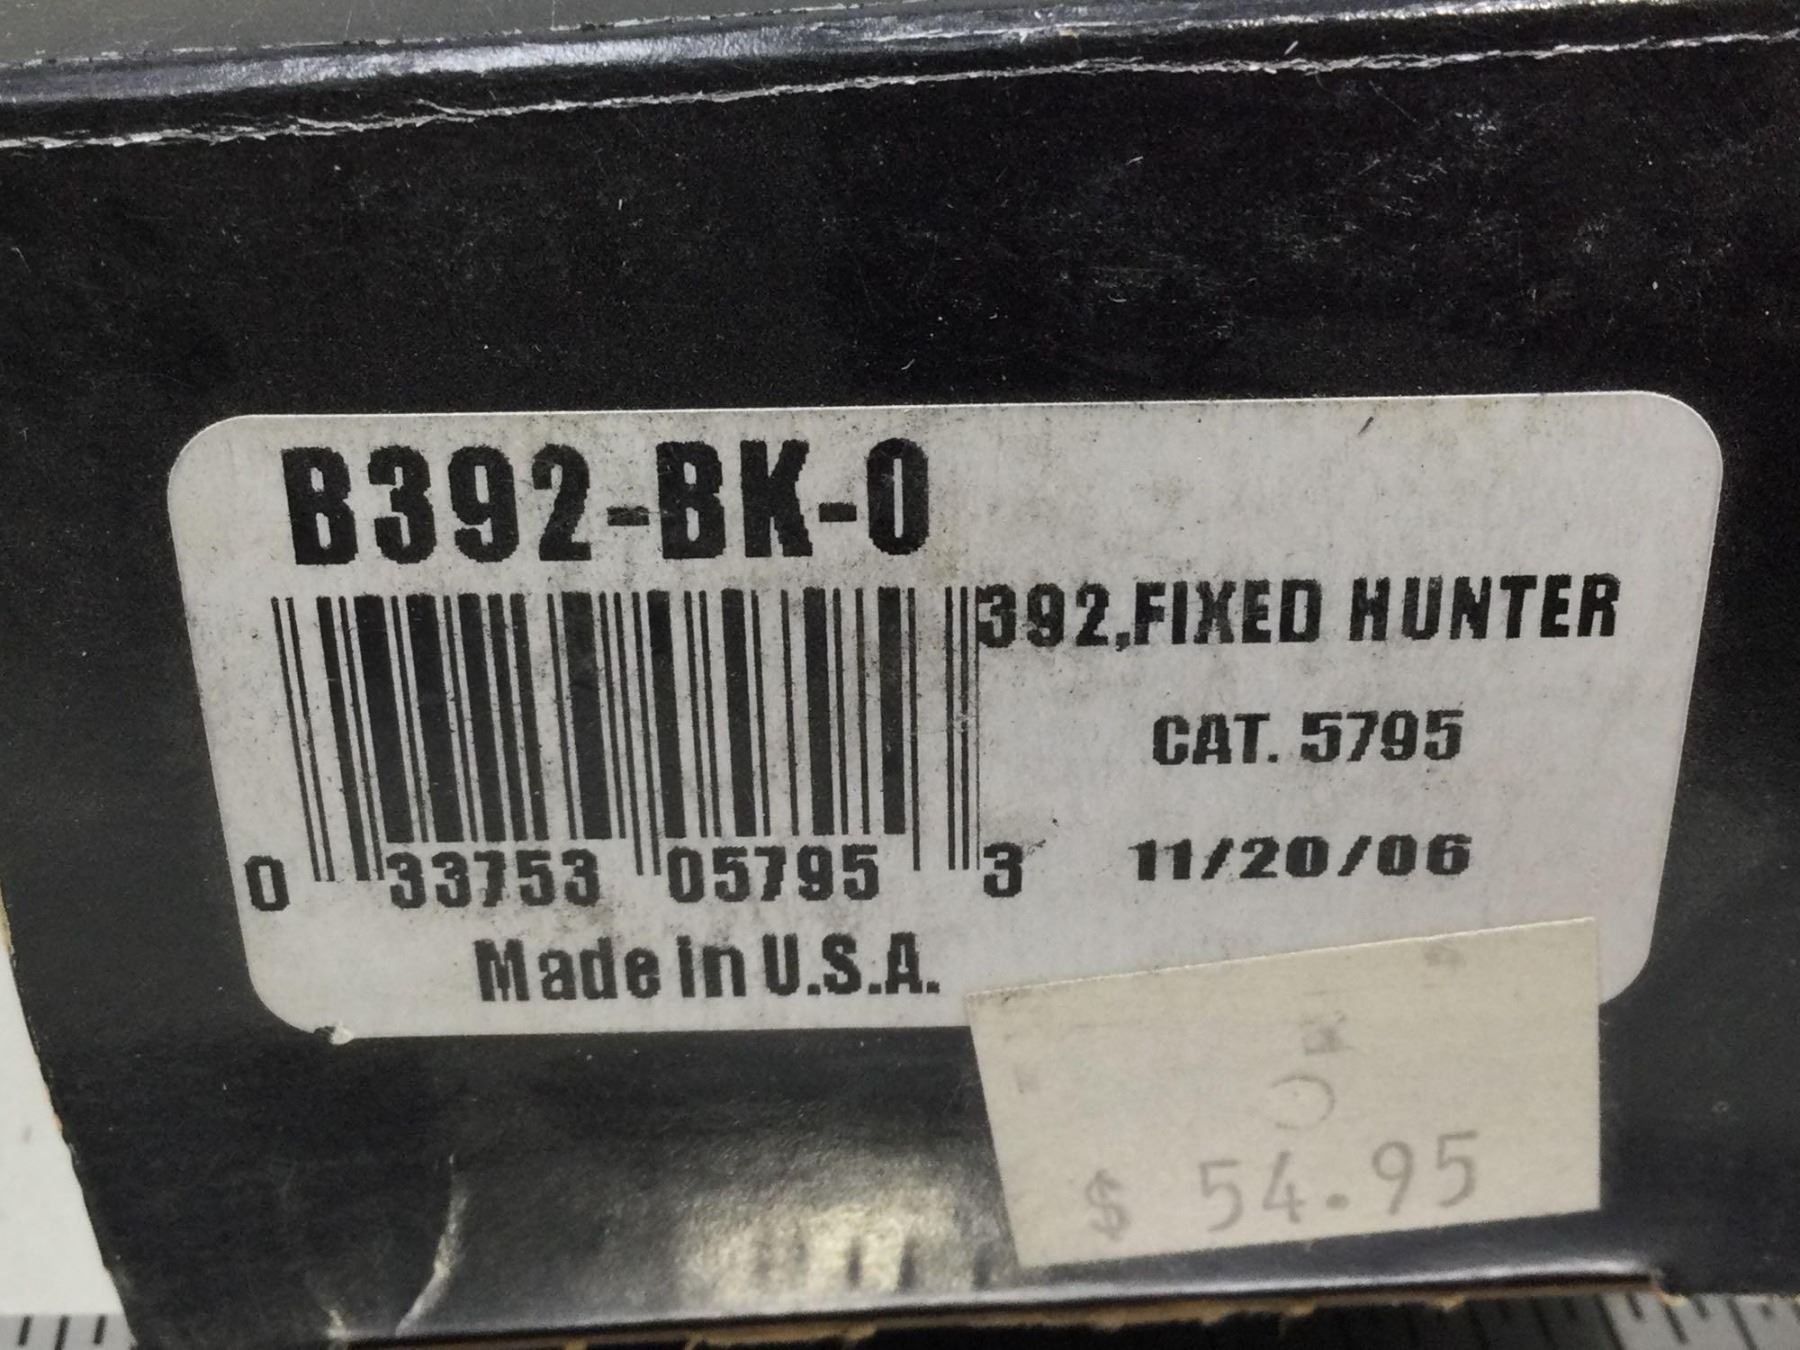 B392-BK-0
392,FIXED HUNTER
CAT. 5795
0 33753 05795 3
11/20/06
Made in U.S.A.
$ 54.95